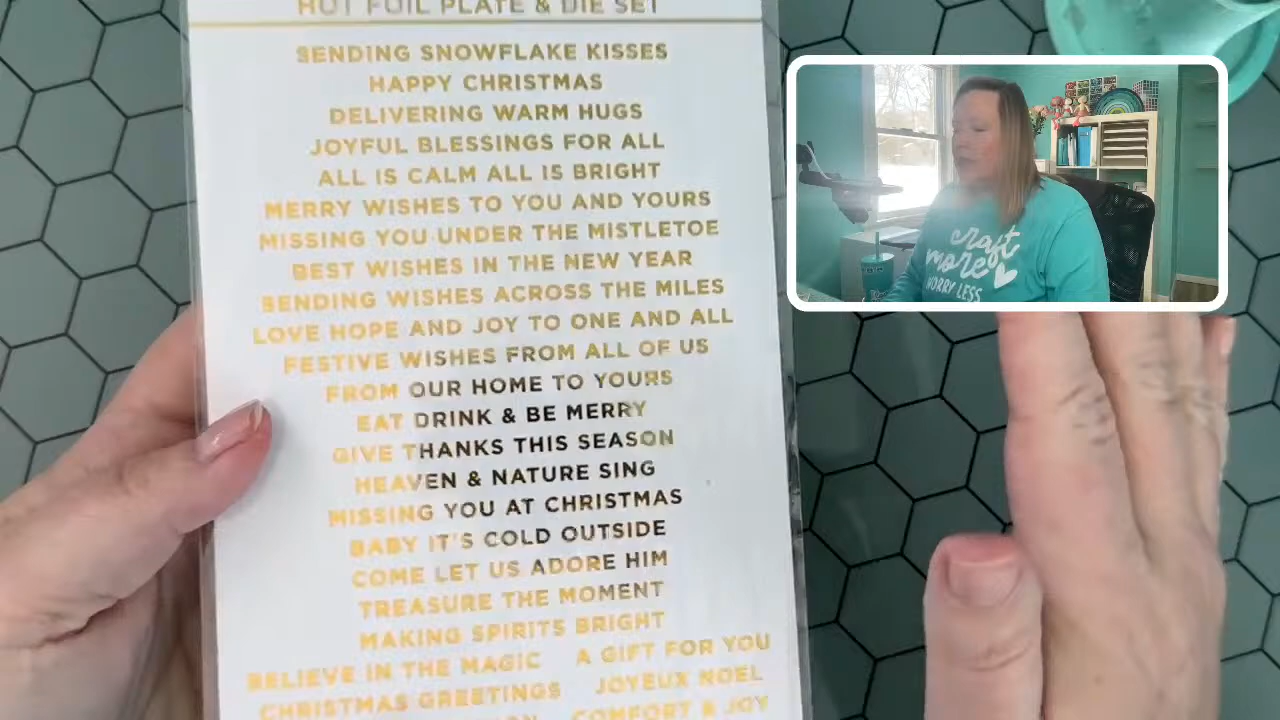 HOT FOIL PLATE & DIE SET
SENDING SNOWFLAKE KISSES
HAPPY CHRISTMAS
DELIVERING WARM HUGS
JOYFUL BLESSINGS FOR ALL
ALL IS CALM ALL IS BRIGHT
MERRY WISHES TO YOU AND YOURS
MISSING YOU UNDER THE MISTLETOE
BEST WISHES IN THE NEW YEAR
SENDING WISHES ACROSS THE MILES
LOVE HOPE AND JOY TO ONE AND ALL
FESTIVE WISHES FROM ALL OF US
FROM OUR HOME TO YOURS
EAT DRINK & BE MERRY
GIVE THANKS THIS SEASON
HEAVEN & NATURE SING
MISSING YOU AT CHRISTMAS
BABY IT'S COLD OUTSIDE
COME LET US ADORE HIM
TREASURE THE MOMENT
MAKING SPIRITS BRIGHT
BELIEVE IN THE MAGIC A GIFT FOR YOU
CHRISTMAS GREETINGS JOYEUX NOEL
COMFORT & JOY
craft
more
WORRY LESS